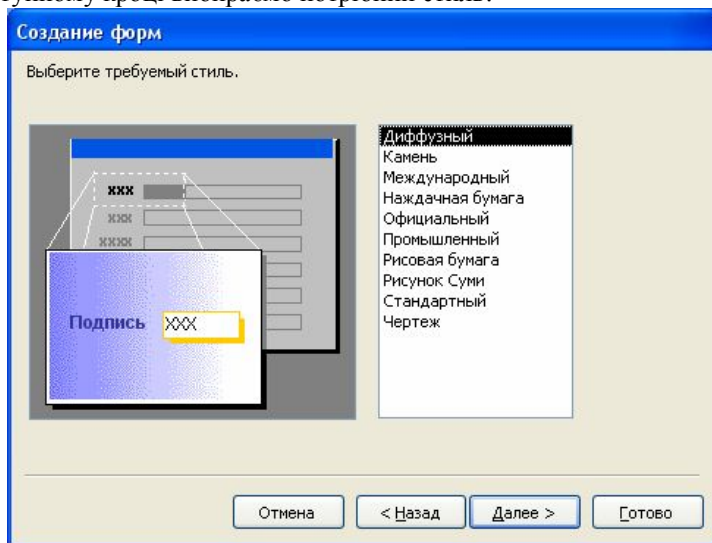 Создание форм
Выберите требуемый стиль.
xxx
xxx
xxxx
Подпись XXX
Диффузный
Камень
Международный
Наждачная бумага
Официальный
Промышленный
Рисовая бумага
Рисунок Суми
Стандартный
Чертеж
Отмена
< Назад
Далее >
Готово